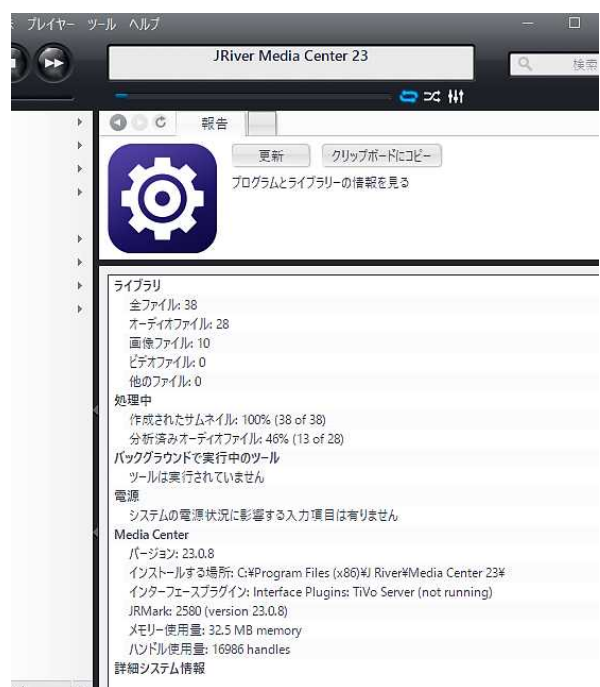 プレイヤー ツール ヘルプ
JRiver Media Center 23
検索
報告
更新 クリップボードにコピー
プログラムとライブラリーの情報を見る
ライブラリ
全ファイル: 38
オーディオファイル: 28
画像ファイル: 10
ビデオファイル: 0
他のファイル: 0
処理中
作成されたサムネイル: 100% (38 of 38)
分析済みオーディオファイル: 46% (13 of 28)
バックグラウンドで実行中のツール
ツールは実行されていません
電源
システムの電源状況に影響する入力項目は有りません
Media Center
バージョン: 23.0.8
インストールする場所: C:¥Program Files (x86)¥J River¥Media Center 23¥
インターフェースプラグイン: Interface Plugins: TiVo Server (not running)
JRMark: 2580 (version 23.0.8)
メモリー使用量: 32.5 MB memory
ハンドル使用量: 16986 handles
詳細システム情報